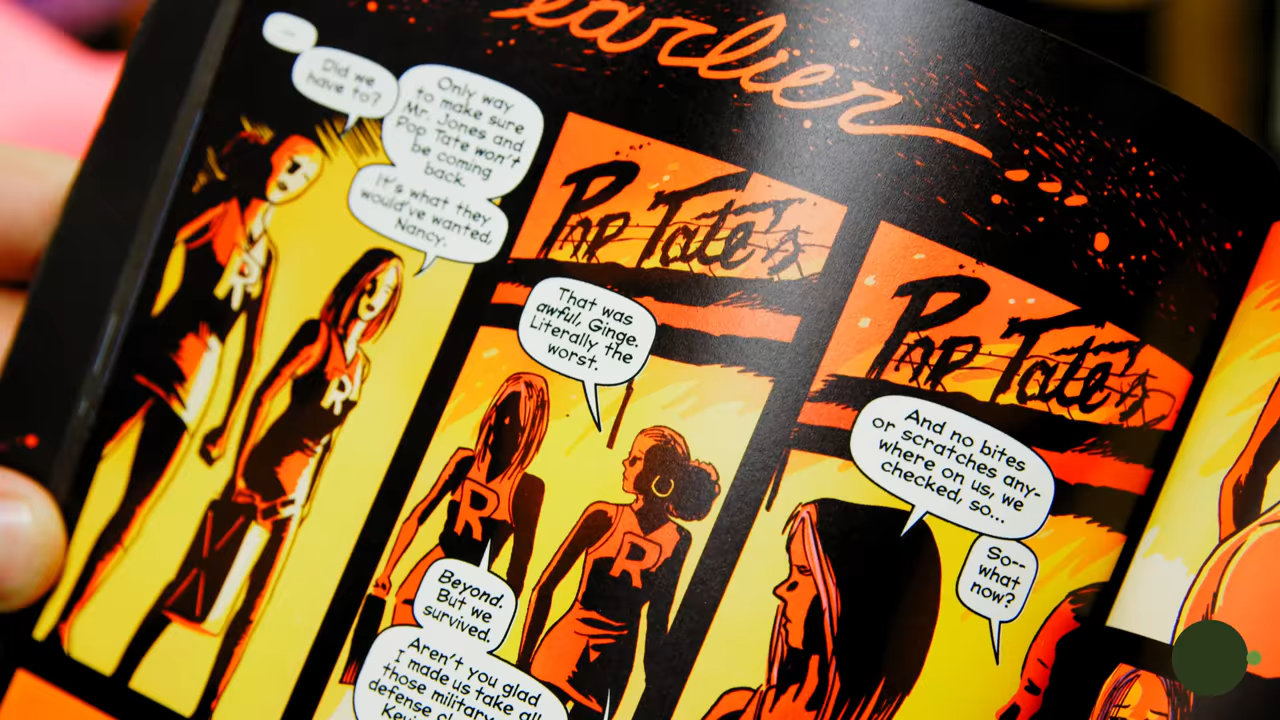 earlier
...
Did we
have to?
Only way
to make sure
Mr. Jones and
Pop Tate won't
be coming
back.
It's what they
would've wanted,
Nancy.
R
R
Pop Tate's
That was
awful, Ginge.
Literally the
worst.
R
R
Beyond.
But we
survived.
Aren't you glad
I made us take all
those military
defense
Pop Tate's
And no bites
or scratches any-
where on us, we
checked, so...
So--
what
now?